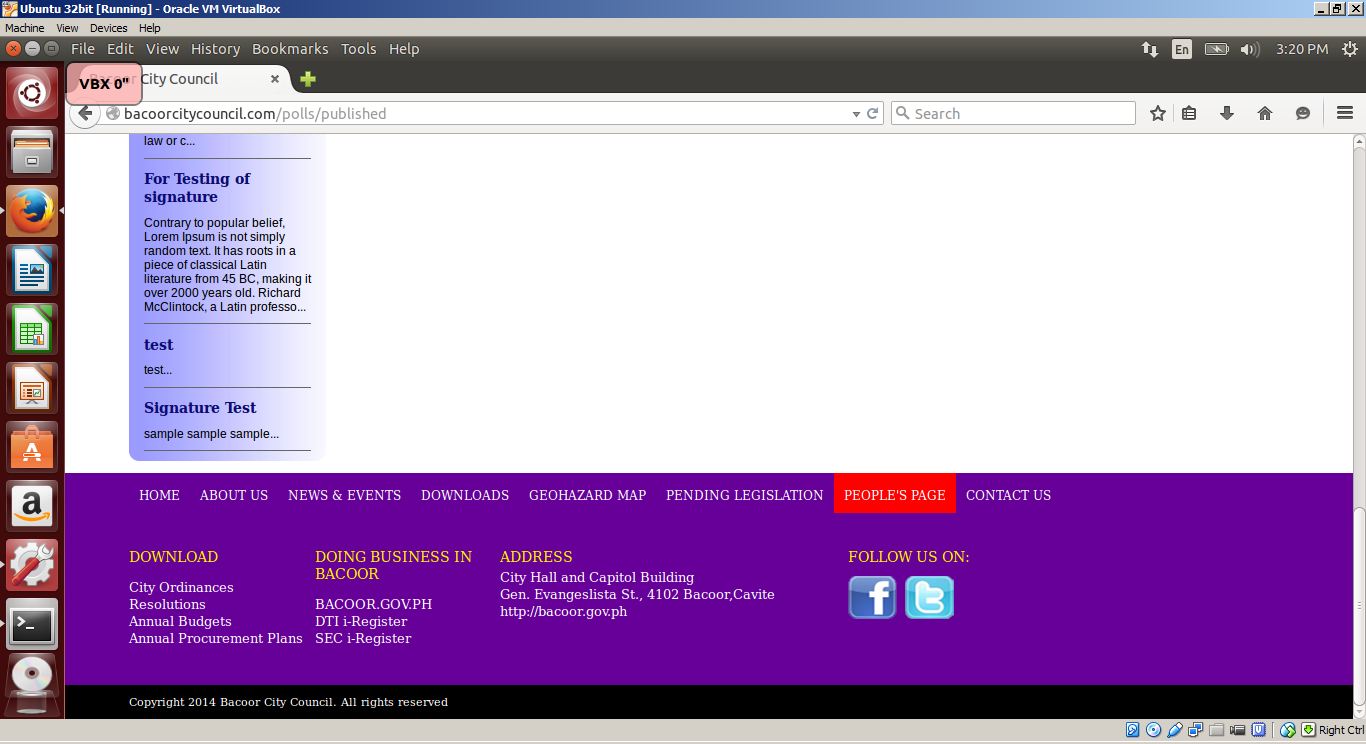 Ubuntu 32bit [Running] - Oracle VM VirtualBox
Machine View Devices Help
File Edit View History Bookmarks Tools Help
En
3:20 PM
VBX 0"
City Council
bacoorcitycouncil.com/polls/published
Search
law or c...
For Testing of
signature
Contrary to popular belief,
Lorem Ipsum is not simply
random text. It has roots in a
piece of classical Latin
literature from 45 BC, making it
over 2000 years old. Richard
McClintock, a Latin professo...
test
test...
Signature Test
sample sample sample...
HOME ABOUT US NEWS & EVENTS DOWNLOADS GEOHAZARD MAP PENDING LEGISLATION PEOPLE'S PAGE CONTACT US
DOWNLOAD
City Ordinances
Resolutions
Annual Budgets
Annual Procurement Plans
DOING BUSINESS IN
BACOOR
BACOOR.GOV.PH
DTI i-Register
SEC i-Register
ADDRESS
City Hall and Capitol Building
Gen. Evangeslista St., 4102 Bacoor,Cavite
http://bacoor.gov.ph
FOLLOW US ON:
Copyright 2014 Bacoor City Council. All rights reserved
Right Ctrl